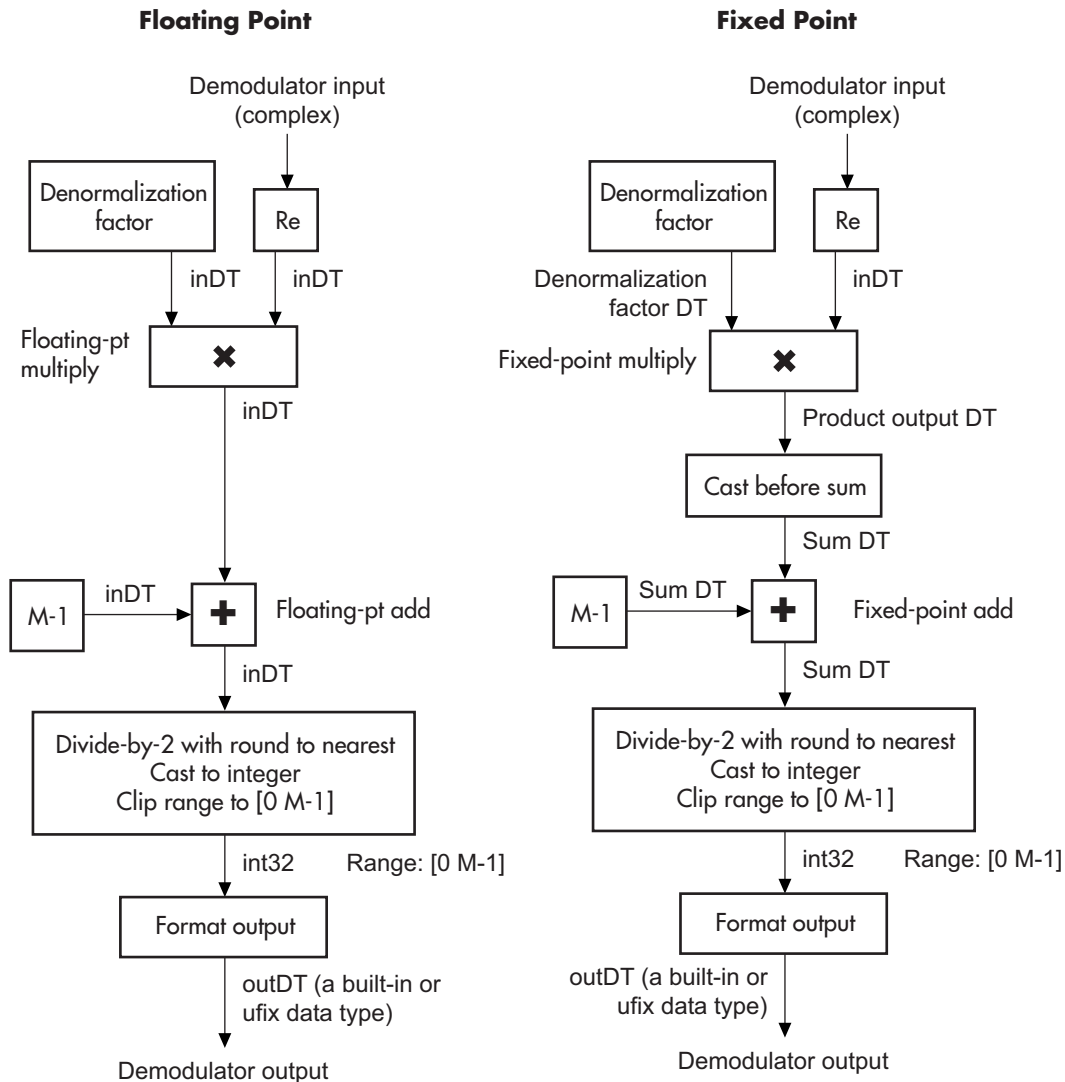 Floating Point
Demodulator input
(complex)
Denormalization
factor
Re
inDT
inDT
Floating-pt
multiply
×
inDT
M-1
inDT
+
Floating-pt add
inDT
Divide-by-2 with round to nearest
Cast to integer
Clip range to [0 M-1]
int32
Range: [0 M-1]
Format output
outDT (a built-in or
ufix data type)
Demodulator output
Fixed Point
Demodulator input
(complex)
Denormalization
factor
Re
Denormalization
factor DT
inDT
Fixed-point multiply
×
Product output DT
Cast before sum
Sum DT
M-1
Sum DT
+
Fixed-point add
Sum DT
Divide-by-2 with round to nearest
Cast to integer
Clip range to [0 M-1]
int32
Range: [0 M-1]
Format output
outDT (a built-in or
ufix data type)
Demodulator output